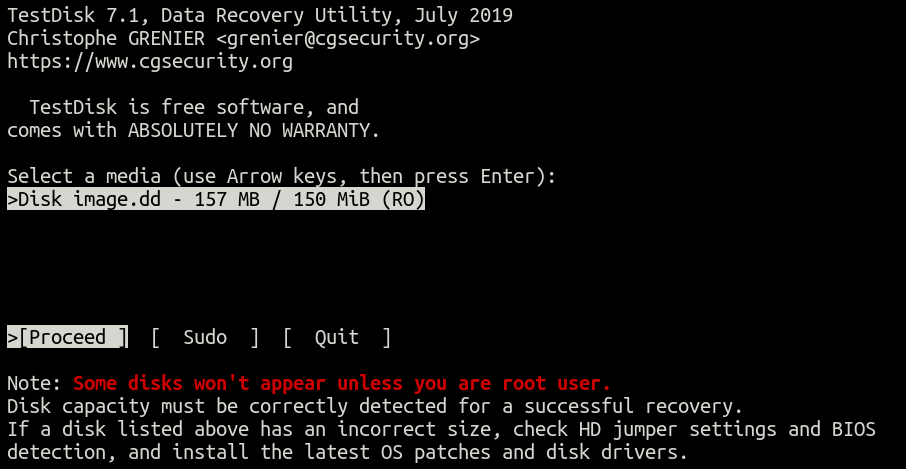 TestDisk 7.1, Data Recovery Utility, July 2019
Christophe GRENIER <grenier@cgsecurity.org>
https://www.cgsecurity.org
TestDisk is free software, and
comes with ABSOLUTELY NO WARRANTY.
Select a media (use Arrow keys, then press Enter):
>Disk image.dd - 157 MB / 150 MiB (RO)
>[Proceed ]  [  Sudo  ]  [  Quit  ]
Note: Some disks won't appear unless you are root user.
Disk capacity must be correctly detected for a successful recovery.
If a disk listed above has an incorrect size, check HD jumper settings and BIOS
detection, and install the latest OS patches and disk drivers.